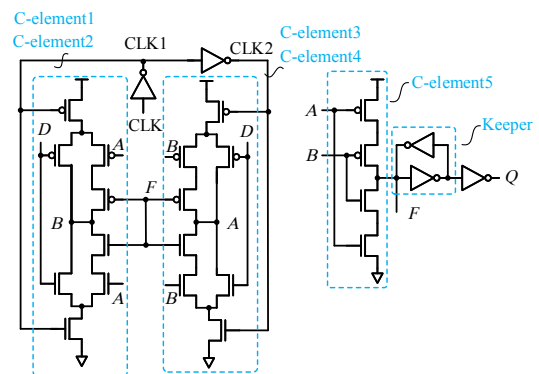 C-element1
C-element2
CLK1
CLK2
C-element3
C-element4
CLK
D
A
B
F
A
B
D
A
B
C-element5
A
B
Keeper
F
Q